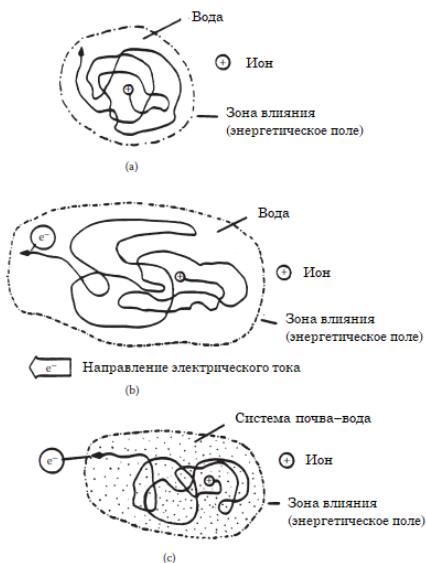 Вода
+ Ион
+
Зона влияния
(энергетическое поле)
(a)
Вода
e−
+
+ Ион
Зона влияния
(энергетическое поле)
e− Направление электрического тока
(b)
Система почва–вода
e−
+ Ион
+
Зона влияния
(энергетическое поле)
(c)